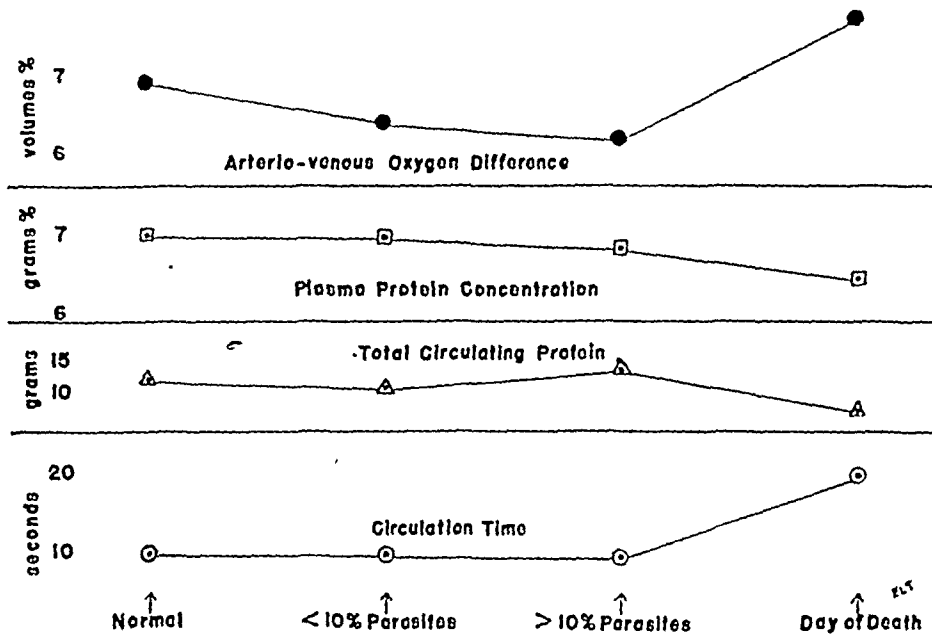 volumes %
7
6
Arterio-venous Oxygen Difference
grams %
7
6
Plasma Protein Concentration
grams
15
10
Total Circulating Protein
seconds
20
10
Circulation Time
Normal
< 10% Parasites
> 10% Parasites
Day of Death
ELT